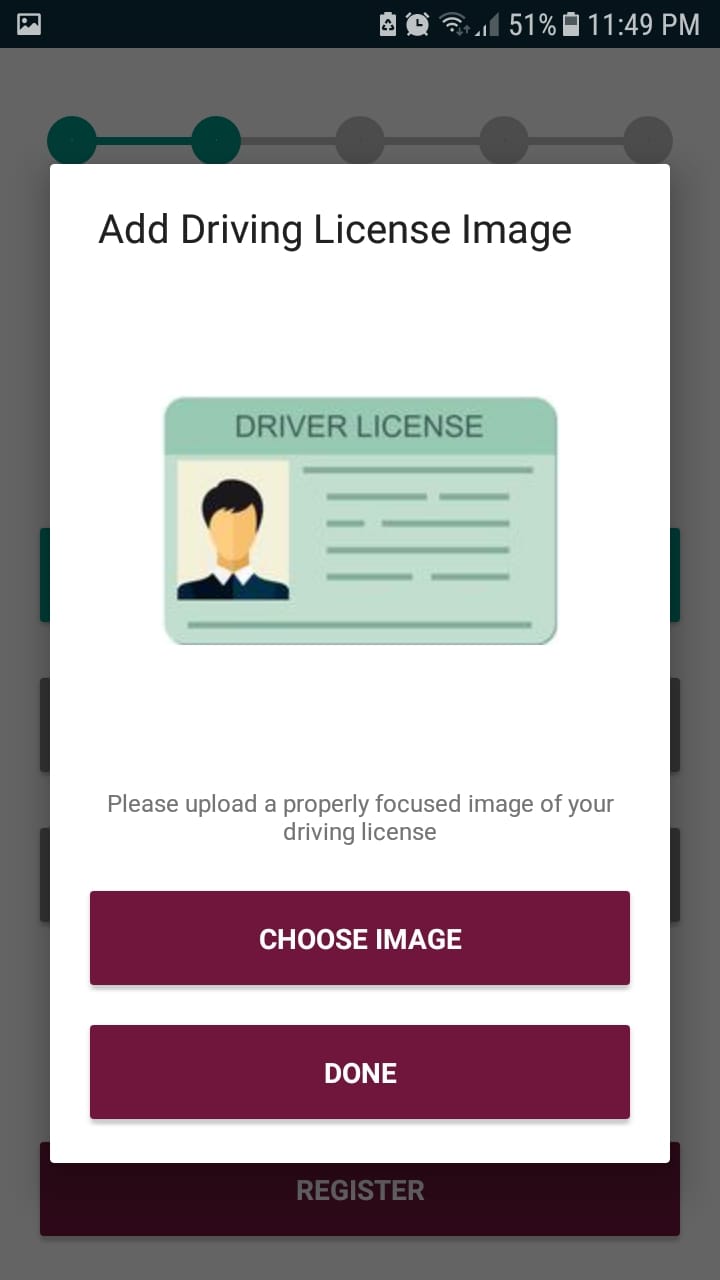 51% 11:49 PM
Add Driving License Image
DRIVER LICENSE
Please upload a properly focused image of your
driving license
CHOOSE IMAGE
DONE
REGISTER